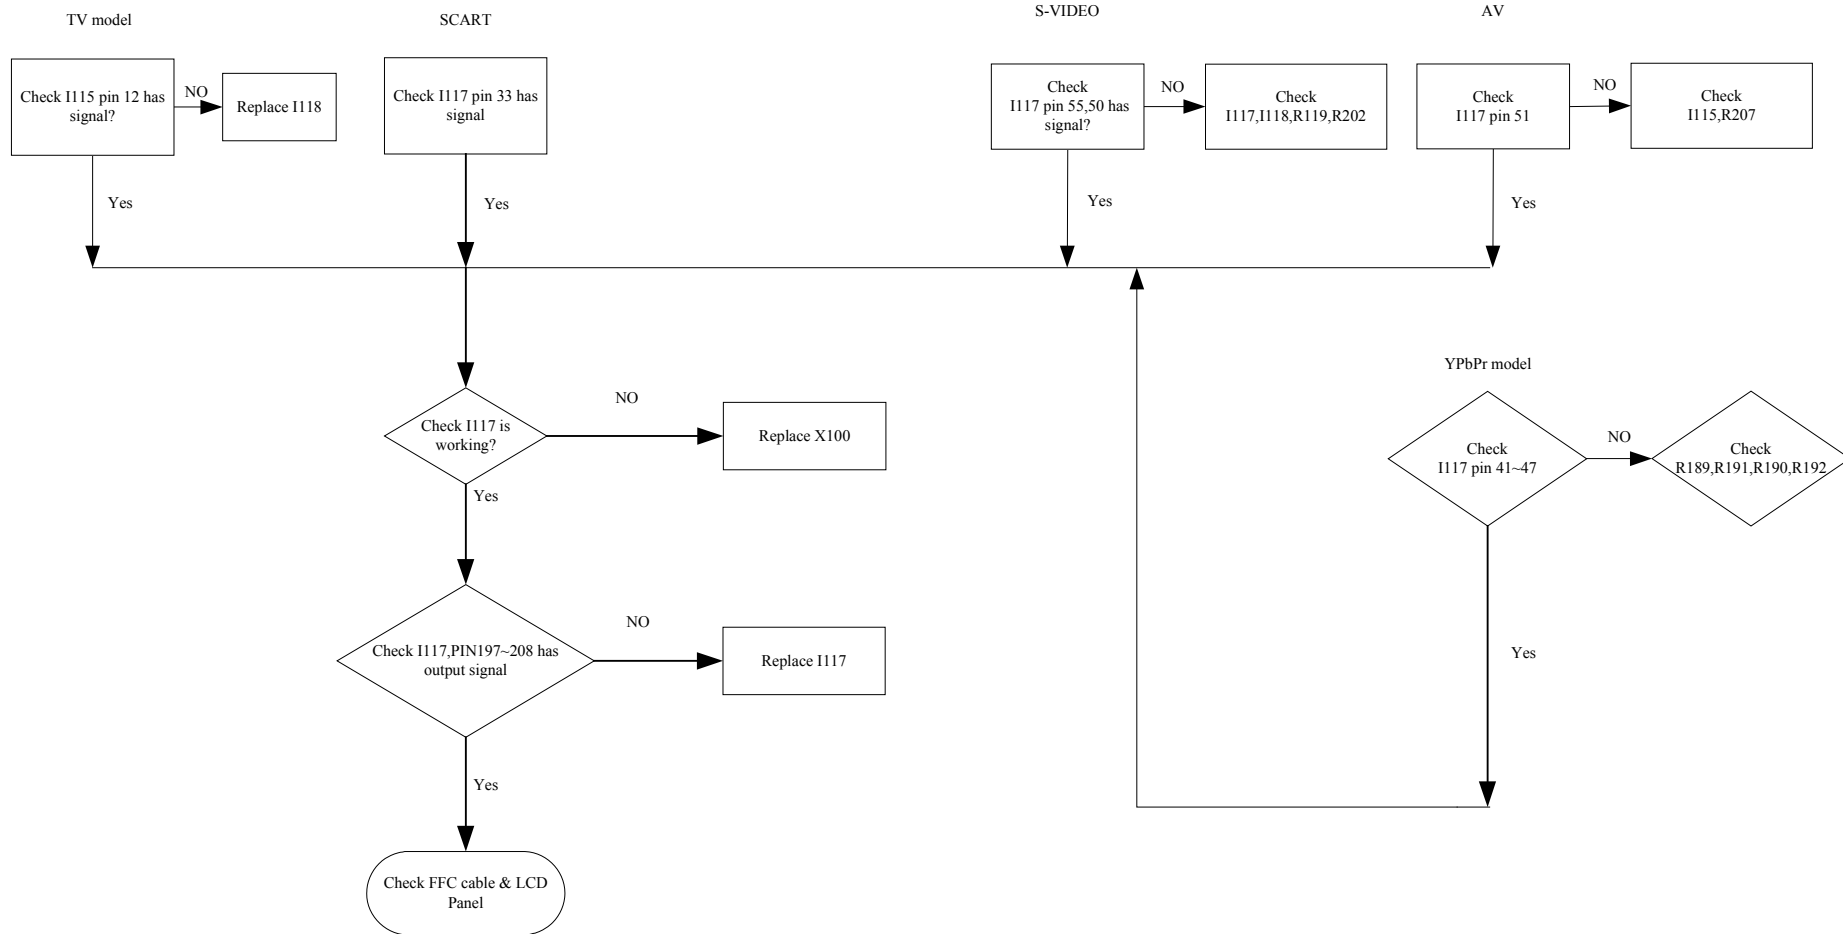 TV model
SCART
S-VIDEO
AV
Check I115 pin 12 has
signal?
NO
Replace I118
Check I117 pin 33 has
signal
Check
I117 pin 55,50 has
signal?
NO
Check
I117,I118,R119,R202
Check
I117 pin 51
NO
Check
I115,R207
Yes
Yes
Yes
Yes
YPbPr model
Check I117 is
working?
NO
Replace X100
Check
I117 pin 41~47
NO
Check
R189,R191,R190,R192
Yes
Check I117,PIN197~208 has
output signal
NO
Replace I117
Yes
Yes
Check FFC cable & LCD
Panel